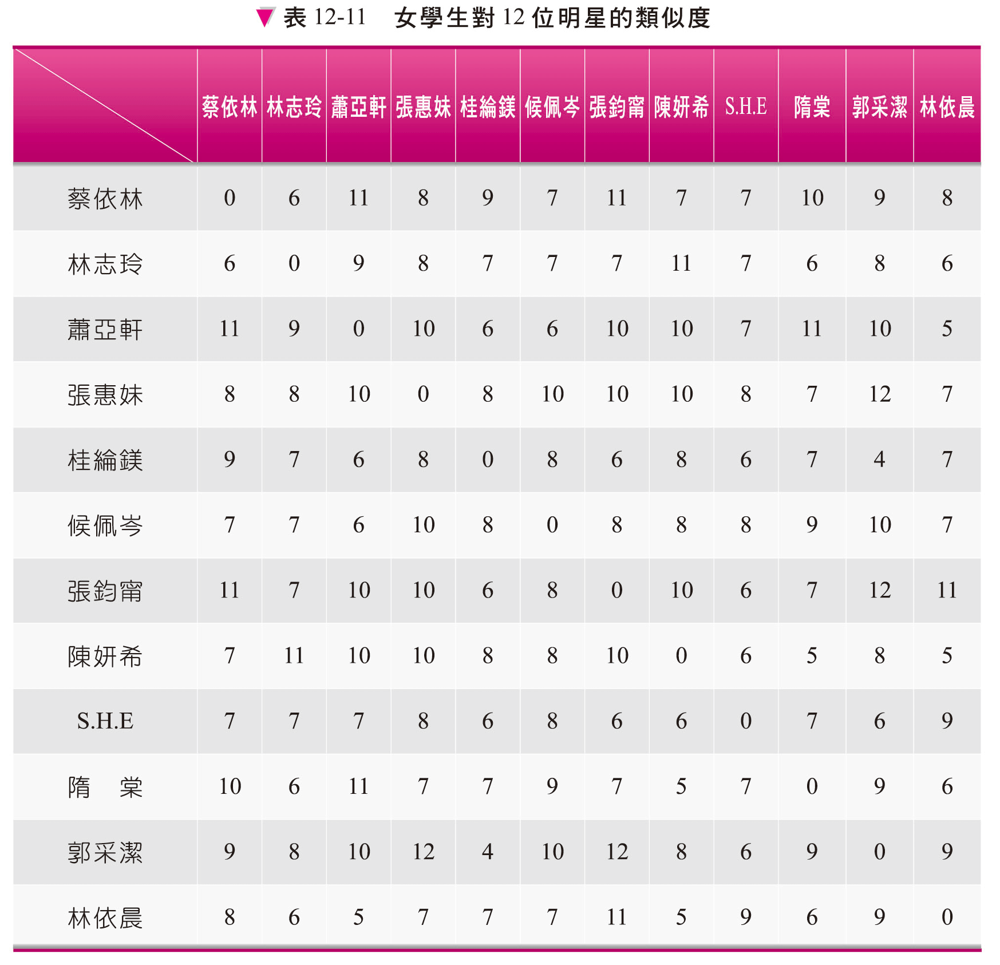 ▼ 表 12-11 女學生對 12 位明星的類似度
蔡依林 林志玲 蕭亞軒 張惠妹 桂綸鎂 候佩岑 張鈞甯 陳妍希 S.H.E 隋棠 郭采潔 林依晨
蔡依林 0 6 11 8 9 7 11 7 7 10 9 8
林志玲 6 0 9 8 7 7 7 11 7 6 8 6
蕭亞軒 11 9 0 10 6 6 10 10 7 11 10 5
張惠妹 8 8 10 0 8 10 10 10 8 7 12 7
桂綸鎂 9 7 6 8 0 8 6 8 6 7 4 7
候佩岑 7 7 6 10 8 0 8 8 8 9 10 7
張鈞甯 11 7 10 10 6 8 0 10 6 7 12 11
陳妍希 7 11 10 10 8 8 10 0 6 5 8 5
S.H.E 7 7 7 8 6 8 6 6 0 7 6 9
隋 棠 10 6 11 7 7 9 7 5 7 0 9 6
郭采潔 9 8 10 12 4 10 12 8 6 9 0 9
林依晨 8 6 5 7 7 7 11 5 9 6 9 0